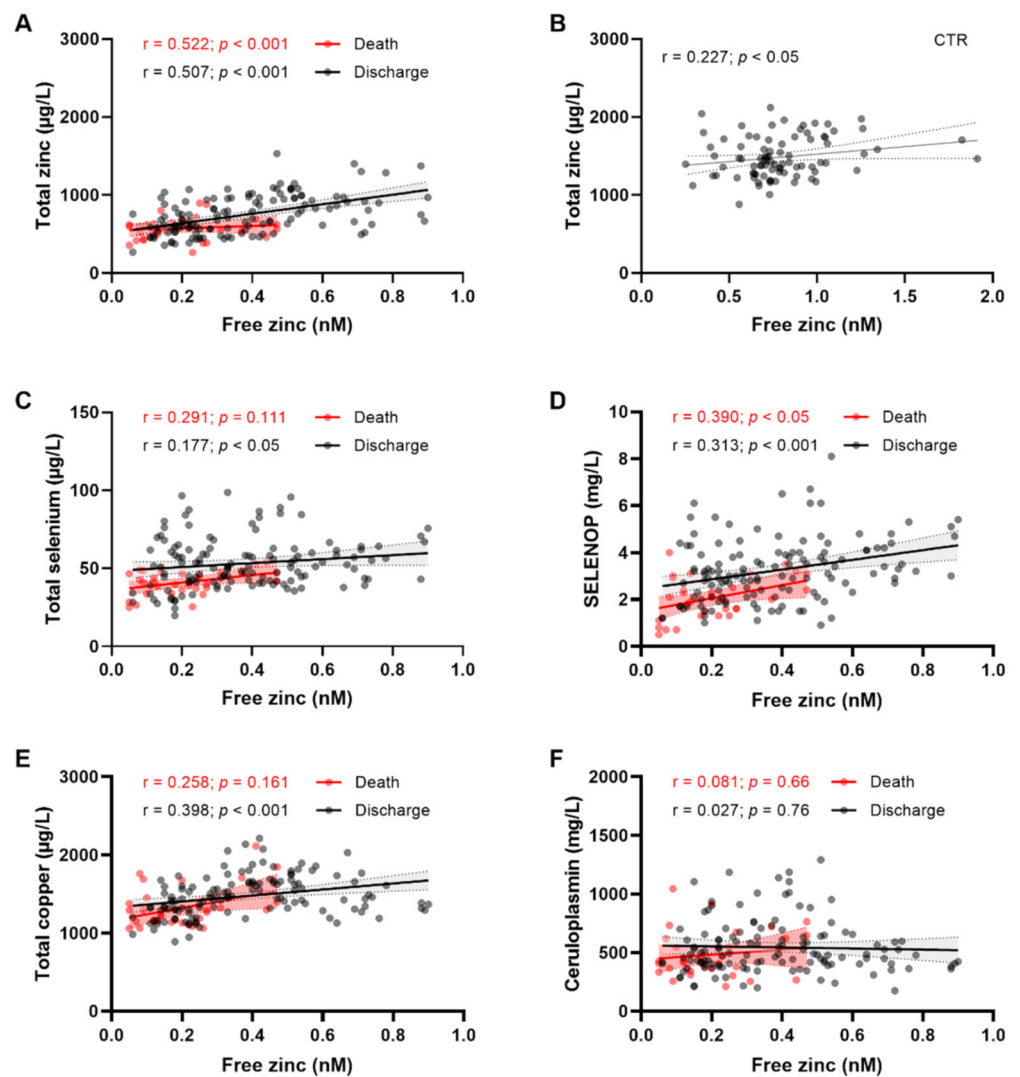 A
r = 0.522; p < 0.001 Death
r = 0.507; p < 0.001 Discharge
Total zinc (µg/L)
3000
2000
1000
0
0.0 0.2 0.4 0.6 0.8 1.0
Free zinc (nM)
B
CTR
r = 0.227; p < 0.05
Total zinc (µg/L)
3000
2000
1000
0
0.5 1.0 1.5 2.0
Free zinc (nM)
C
r = 0.291; p = 0.111 Death
r = 0.177; p < 0.05 Discharge
Total selenium (µg/L)
150
100
50
0
0.0 0.2 0.4 0.6 0.8 1.0
Free zinc (nM)
D
r = 0.390; p < 0.05 Death
r = 0.313; p < 0.001 Discharge
SELENOP (mg/L)
10
8
6
4
2
0
0.0 0.2 0.4 0.6 0.8 1.0
Free zinc (nM)
E
r = 0.258; p = 0.161 Death
r = 0.398; p < 0.001 Discharge
Total copper (µg/L)
3000
2000
1000
0
0.0 0.2 0.4 0.6 0.8 1.0
Free zinc (nM)
F
r = 0.081; p = 0.66 Death
r = 0.027; p = 0.76 Discharge
Ceruloplasmin (mg/L)
2000
1500
1000
500
0
0.0 0.2 0.4 0.6 0.8 1.0
Free zinc (nM)